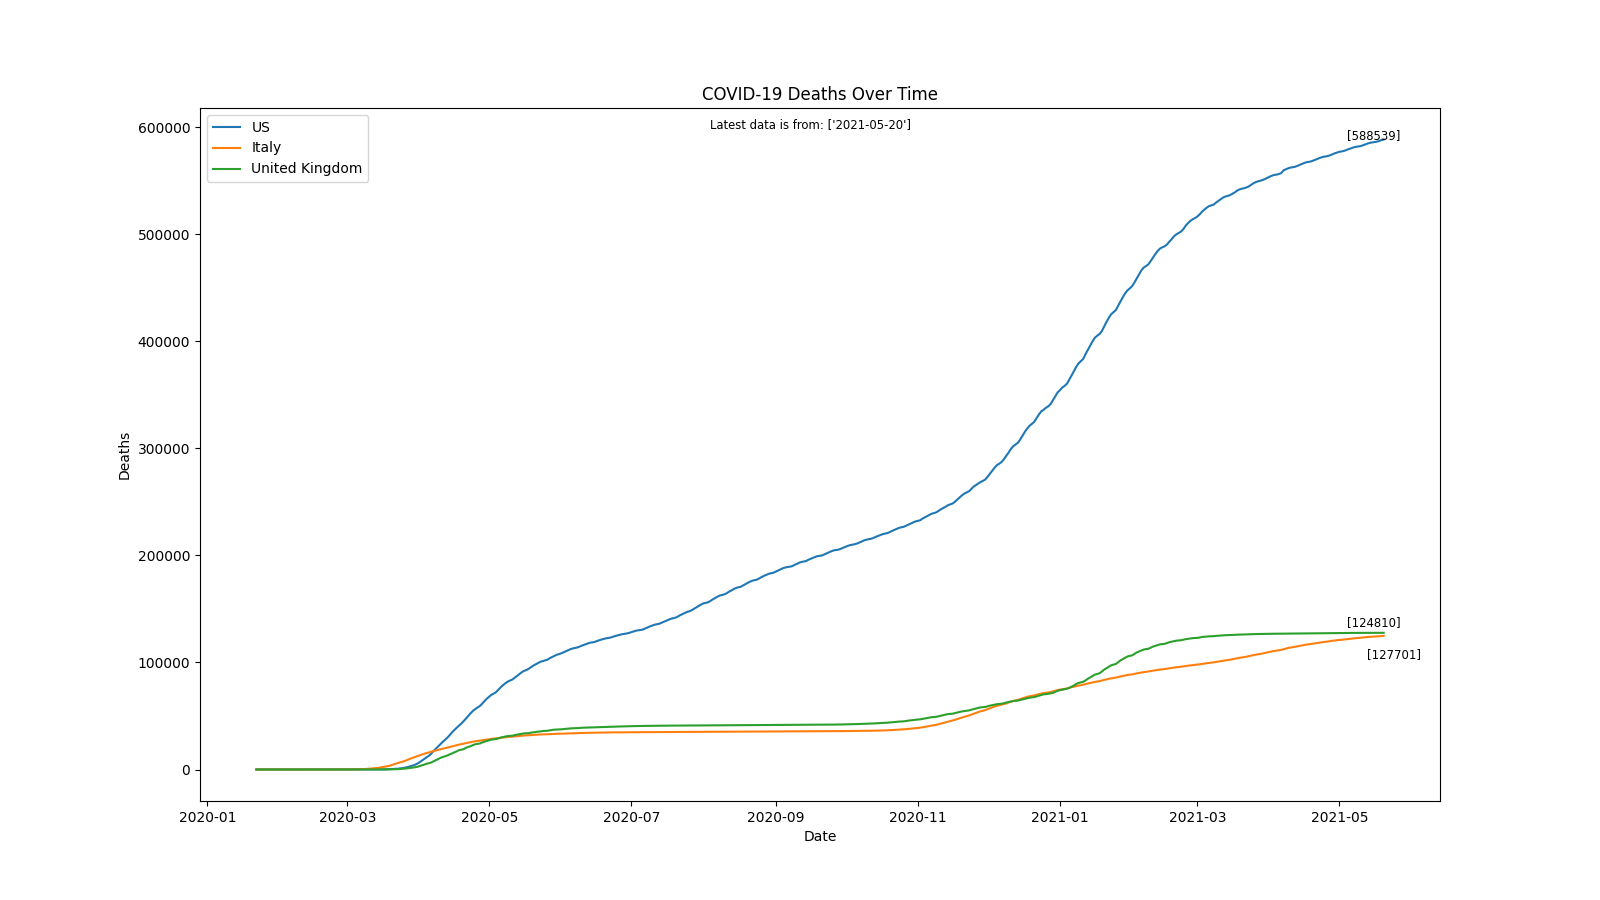 COVID-19 Deaths Over Time
Latest data is from: ['2021-05-20']
US
Italy
United Kingdom
[588539]
[124810]
[127701]
600000
500000
400000
300000
200000
100000
0
Deaths
2020-01 2020-03 2020-05 2020-07 2020-09 2020-11 2021-01 2021-03 2021-05
Date